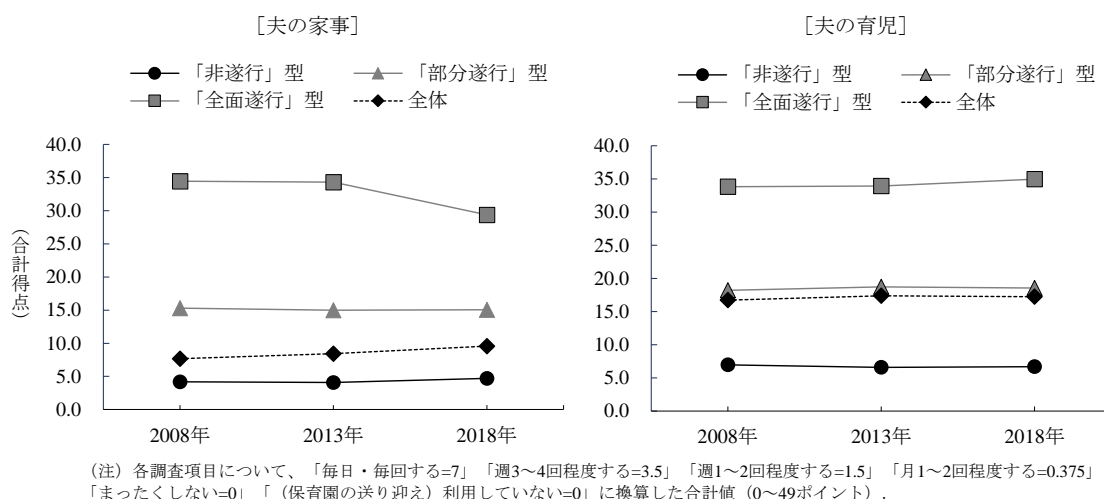 [夫の家事]
「非遂行」型
「部分遂行」型
「全面遂行」型
全体
(合計得点)
40.0
35.0
30.0
25.0
20.0
15.0
10.0
5.0
0.0
2008年
2013年
2018年
[夫の育児]
「非遂行」型
「部分遂行」型
「全面遂行」型
全体
40.0
35.0
30.0
25.0
20.0
15.0
10.0
5.0
0.0
2008年
2013年
2018年
(注)各調査項目について、「毎日・毎回する=7」「週3~4回程度する=3.5」「週1~2回程度する=1.5」「月1~2回程度する=0.375」
「まったくしない=0」「(保育園の送り迎え)利用していない=0」に換算した合計値(0~49ポイント).